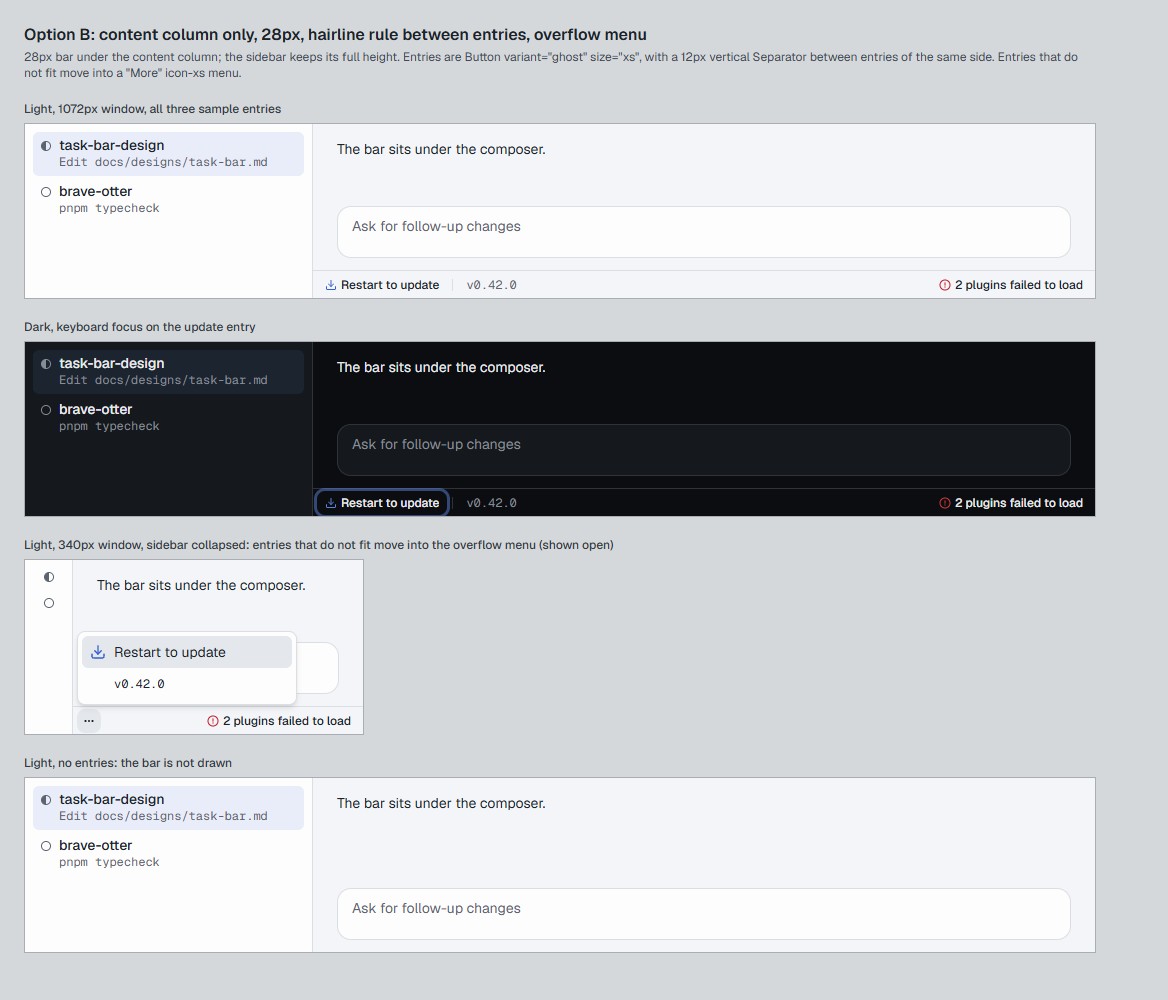 Option B: content column only, 28px, hairline rule between entries, overflow menu
28px bar under the content column; the sidebar keeps its full height. Entries are Button variant="ghost" size="xs", with a 12px vertical Separator between entries of the same side. Entries that do
not fit move into a "More" icon-xs menu.
Light, 1072px window, all three sample entries
task-bar-design
Edit docs/designs/task-bar.md
brave-otter
pnpm typecheck
The bar sits under the composer.
Ask for follow-up changes
Restart to update
v0.42.0
2 plugins failed to load
Dark, keyboard focus on the update entry
task-bar-design
Edit docs/designs/task-bar.md
brave-otter
pnpm typecheck
The bar sits under the composer.
Ask for follow-up changes
Restart to update
v0.42.0
2 plugins failed to load
Light, 340px window, sidebar collapsed: entries that do not fit move into the overflow menu (shown open)
The bar sits under the composer.
Restart to update
v0.42.0
2 plugins failed to load
Light, no entries: the bar is not drawn
task-bar-design
Edit docs/designs/task-bar.md
brave-otter
pnpm typecheck
The bar sits under the composer.
Ask for follow-up changes